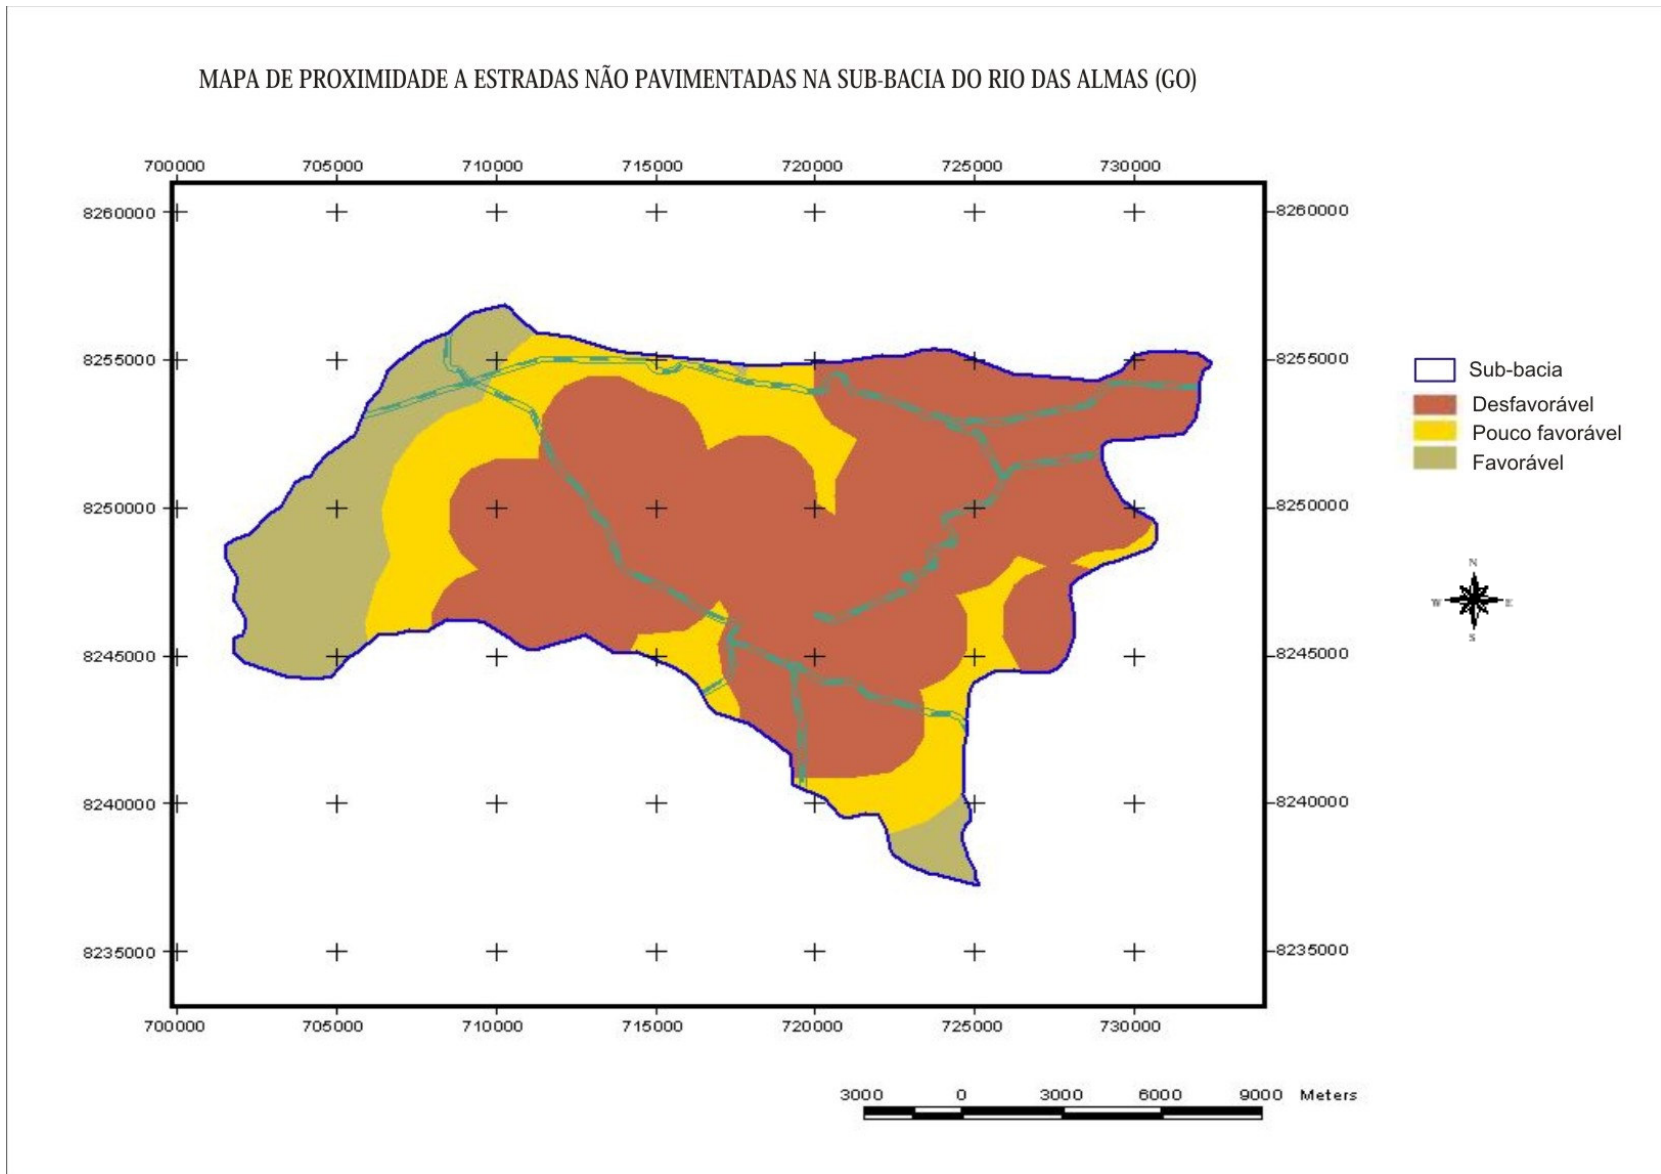 MAPA DE PROXIMIDADE A ESTRADAS NÃO PAVIMENTADAS NA SUB-BACIA DO RIO DAS ALMAS (GO)
700000 705000 710000 715000 720000 725000 730000
8260000 8260000
8255000 8255000
Sub-bacia
Desfavorável
Pouco favorável
Favorável
8250000 8250000
N
W E
S
8245000 8245000
8240000 8240000
8235000 8235000
700000 705000 710000 715000 720000 725000 730000
3000 0 3000 6000 9000 Meters